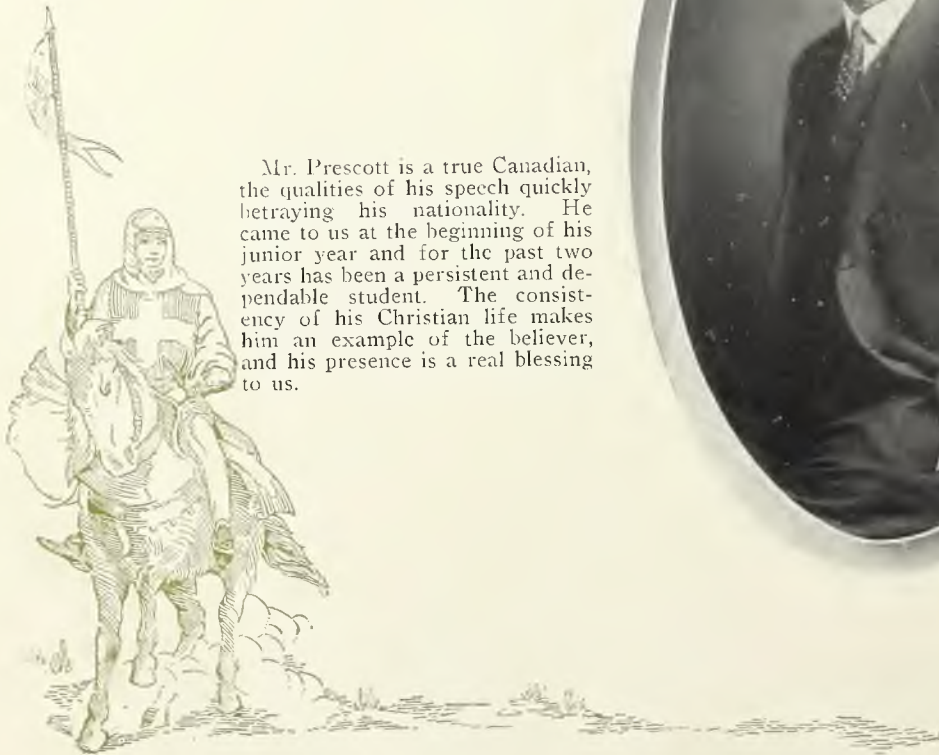 Mr. Prescott is a true Canadian,
the qualities of his speech quickly
betraying his nationality. He
came to us at the beginning of his
junior year and for the past two
years has been a persistent and de-
pendable student. The consist-
ency of his Christian life makes
him an example of the believer,
and his presence is a real blessing
to us.